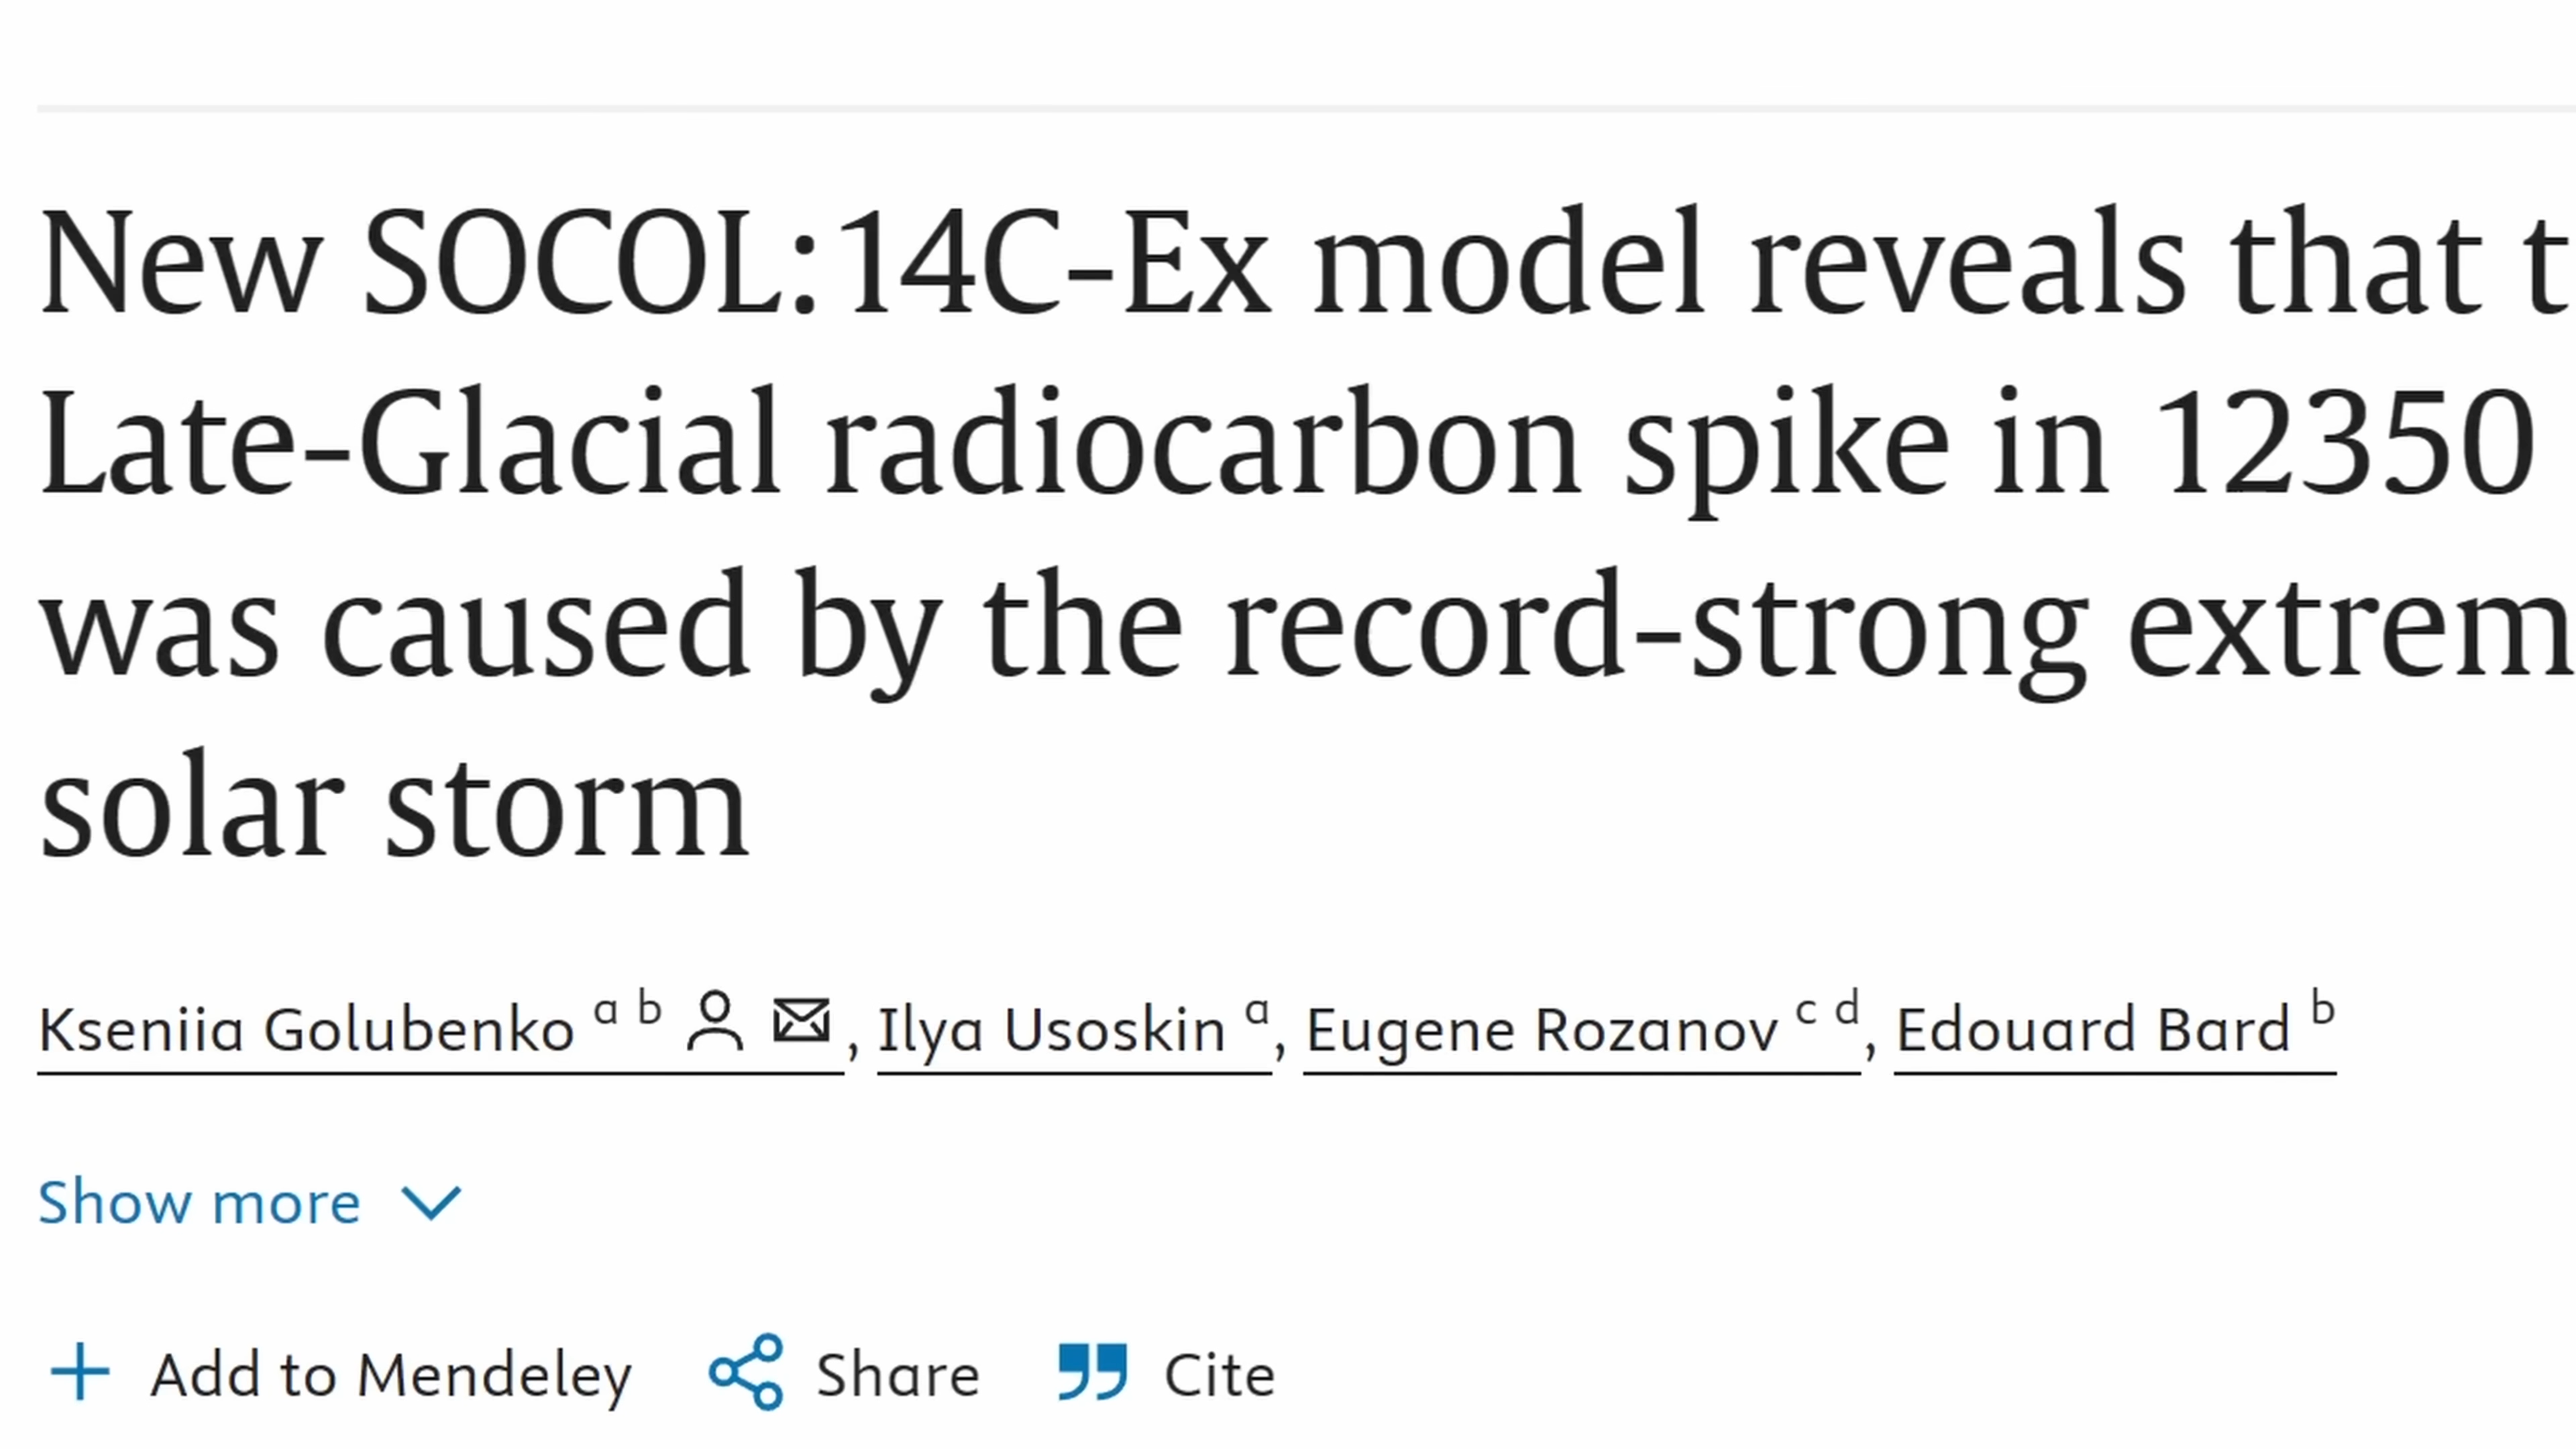 New SOCOL:14C-Ex model reveals that t
Late-Glacial radiocarbon spike in 12350
was caused by the record-strong extrem
solar storm
Kseniia Golubenko a b, Ilya Usoskin a, Eugene Rozanov c d, Edouard Bard b
Show more
Add to Mendeley Share Cite